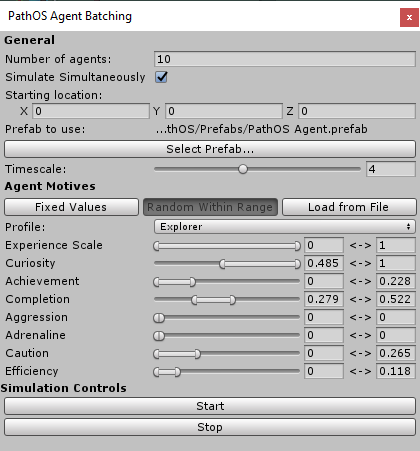 PathOS Agent Batching x
General
Number of agents: 10
Simulate Simultaneously
Starting location:
X 0 Y 0 Z 0
Prefab to use: ...thOS/Prefabs/PathOS Agent.prefab
Select Prefab...
Timescale: 4
Agent Motives
Fixed Values Random Within Range Load from File
Profile: Explorer
Experience Scale 0 <-> 1
Curiosity 0.485 <-> 1
Achievement 0 <-> 0.228
Completion 0.279 <-> 0.522
Aggression 0 <-> 0
Adrenaline 0 <-> 0
Caution 0 <-> 0.265
Efficiency 0 <-> 0.118
Simulation Controls
Start
Stop